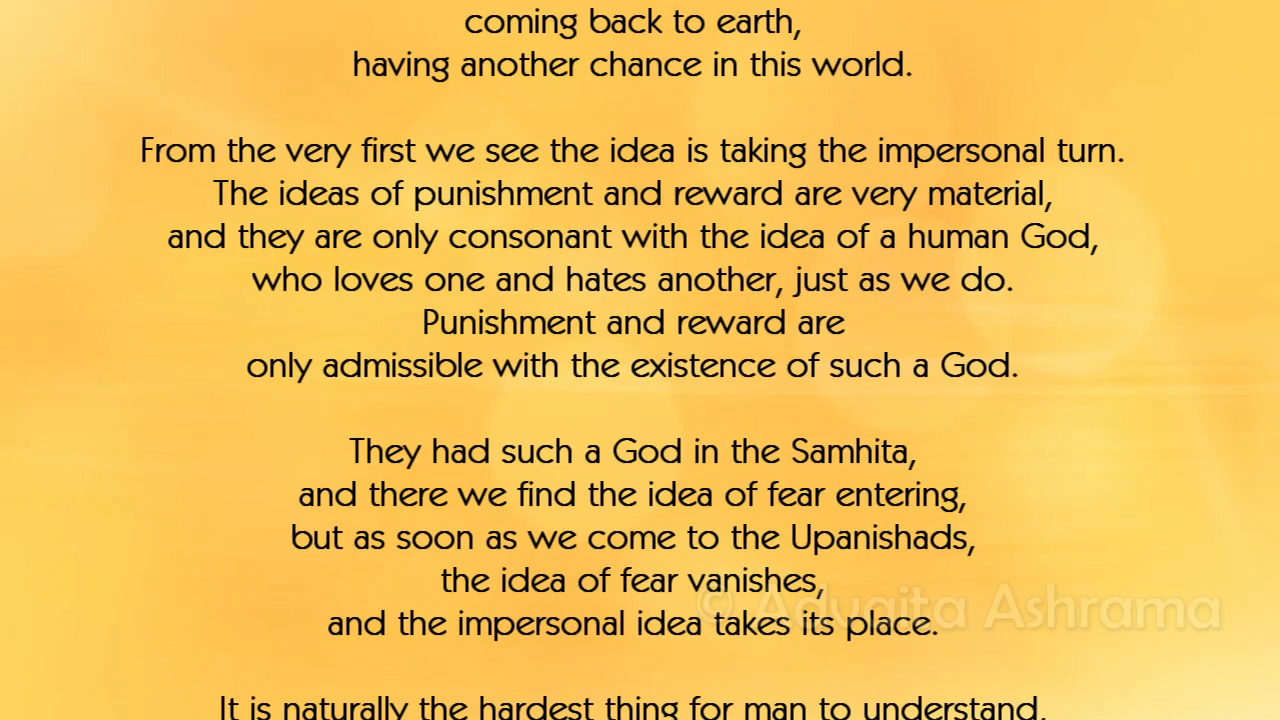 coming back to earth,
having another chance in this world.
From the very first we see the idea is taking the impersonal turn.
The ideas of punishment and reward are very material,
and they are only consonant with the idea of a human God,
who loves one and hates another, just as we do.
Punishment and reward are
only admissible with the existence of such a God.
They had such a God in the Samhita,
and there we find the idea of fear entering,
but as soon as we come to the Upanishads,
the idea of fear vanishes,
© Advaita Ashrama
and the impersonal idea takes its place.
It is naturally the hardest thing for man to understand,